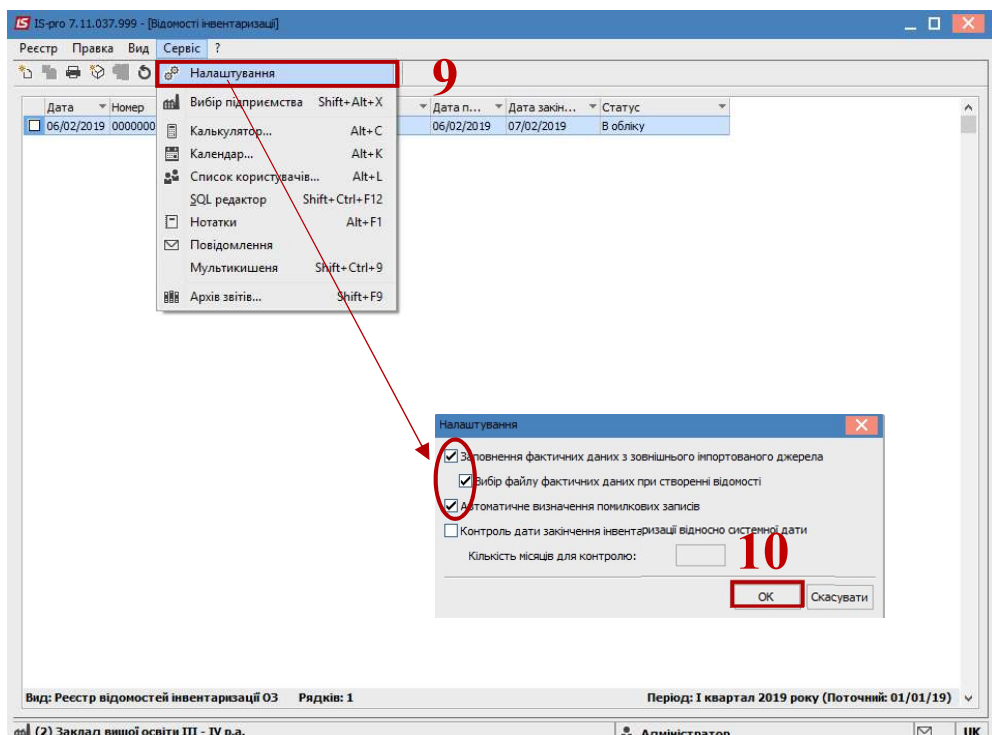 IS-pro 7.11.037.999 - [Відомості інвентаризації]
Реєстр Правка Вид Сервіс ?
Налаштування
9
Вибір підприємства Shift+Alt+X
Калькулятор... Alt+C
Календар... Alt+K
Список користувачів... Alt+L
SQL редактор Shift+Ctrl+F12
Нотатки Alt+F1
Повідомлення
Мультикишеня Shift+Ctrl+9
Архів звітів... Shift+F9
Дата Номер Дата п... Дата закін... Статус
06/02/2019 0000000 06/02/2019 07/02/2019 В обліку
Налаштування
Заповнення фактичних даних з зовнішнього імпортованого джерела
Вибір файлу фактичних даних при створенні відомості
Автоматичне визначення помилкових записів
Контроль дати закінчення інвентаризації відносно системної дати
Кількість місяців для контролю:
10
OK Скасувати
Вид: Реєстр відомостей інвентаризації ОЗ Рядків: 1 Період: I квартал 2019 року (Поточний: 01/01/19)
(2) Заклад вищої освіти III - IV р.а. Адміністратор UK